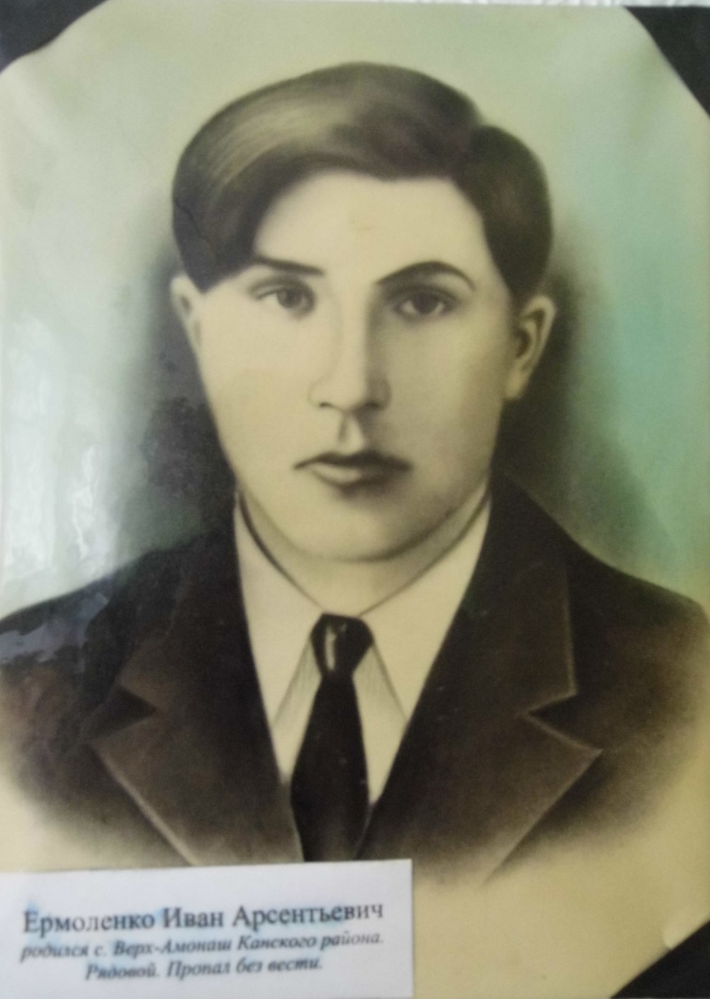 Ермоленко Иван Арсентьевич
родился с. Верх-Амонаш Канского района.
Рядовой. Пропал без вести.